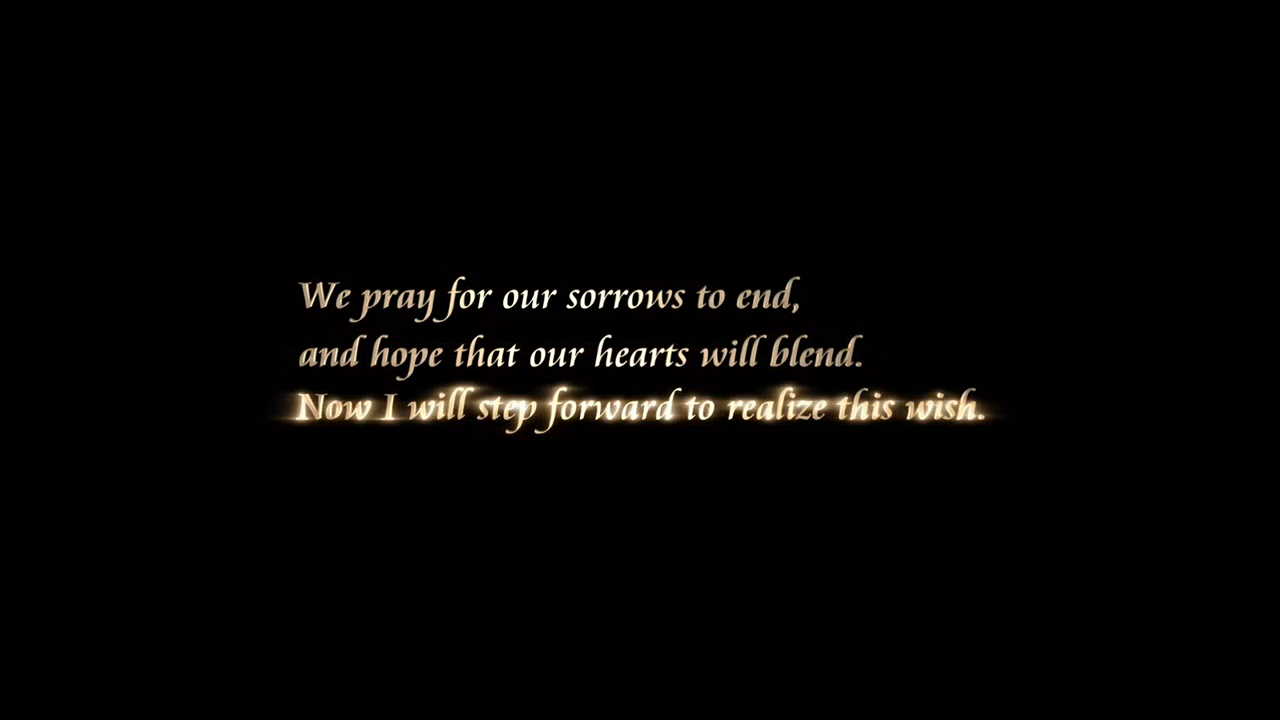 We pray for our sorrows to end,
and hope that our hearts will blend.
Now I will step forward to realize this wish.